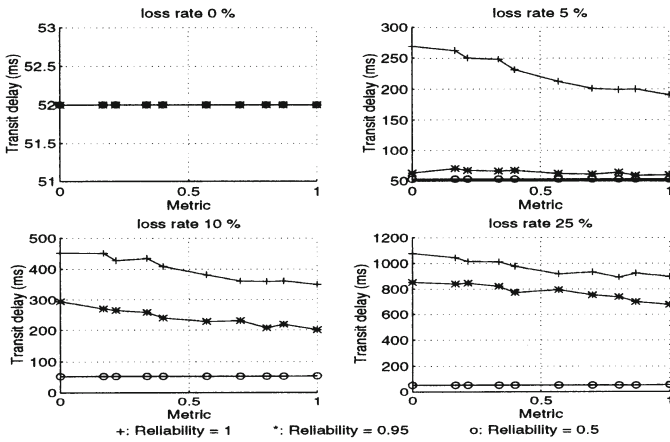 loss rate 0 %
53
52.5
52
51.5
51
Transit delay (ms)
0
0.5
1
Metric
loss rate 5 %
300
250
200
150
100
50
Transit delay (ms)
0
0.5
1
Metric
loss rate 10 %
500
400
300
200
100
0
Transit delay (ms)
0
0.5
1
Metric
loss rate 25 %
1200
1000
800
600
400
200
0
Transit delay (ms)
0
0.5
1
Metric
+: Reliability = 1 *: Reliability = 0.95 o: Reliability = 0.5